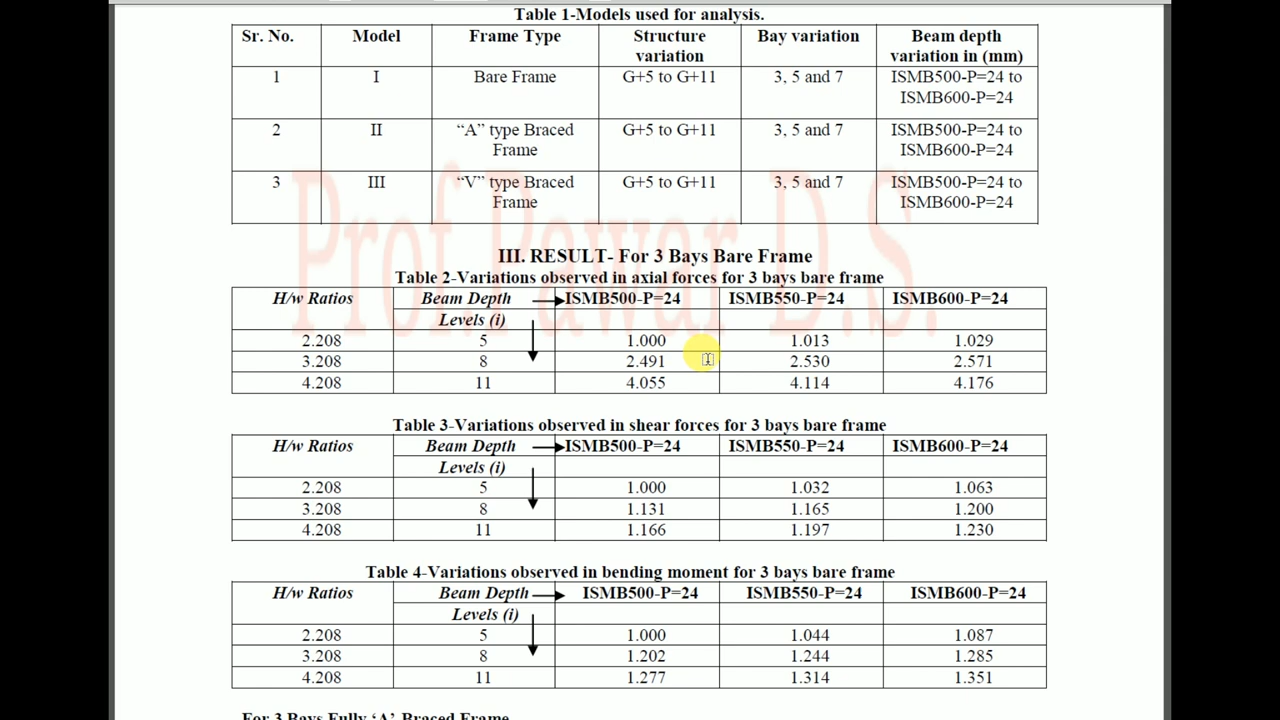 Table 1-Models used for analysis.
Sr. No. Model Frame Type Structure variation Bay variation Beam depth variation in (mm)
1 I Bare Frame G+5 to G+11 3, 5 and 7 ISMB500-P=24 to ISMB600-P=24
2 II “A” type Braced Frame G+5 to G+11 3, 5 and 7 ISMB500-P=24 to ISMB600-P=24
3 III “V” type Braced Frame G+5 to G+11 3, 5 and 7 ISMB500-P=24 to ISMB600-P=24
Prof. Pawar D.S.
III. RESULT- For 3 Bays Bare Frame
Table 2-Variations observed in axial forces for 3 bays bare frame
H/w Ratios Beam Depth ISMB500-P=24 ISMB550-P=24 ISMB600-P=24
Levels (i)
2.208 5 1.000 1.013 1.029
3.208 8 2.491 2.530 2.571
4.208 11 4.055 4.114 4.176
Table 3-Variations observed in shear forces for 3 bays bare frame
H/w Ratios Beam Depth ISMB500-P=24 ISMB550-P=24 ISMB600-P=24
Levels (i)
2.208 5 1.000 1.032 1.063
3.208 8 1.131 1.165 1.200
4.208 11 1.166 1.197 1.230
Table 4-Variations observed in bending moment for 3 bays bare frame
H/w Ratios Beam Depth ISMB500-P=24 ISMB550-P=24 ISMB600-P=24
Levels (i)
2.208 5 1.000 1.044 1.087
3.208 8 1.202 1.244 1.285
4.208 11 1.277 1.314 1.351
For 3 Bays Fully ‘A’ Braced Frame